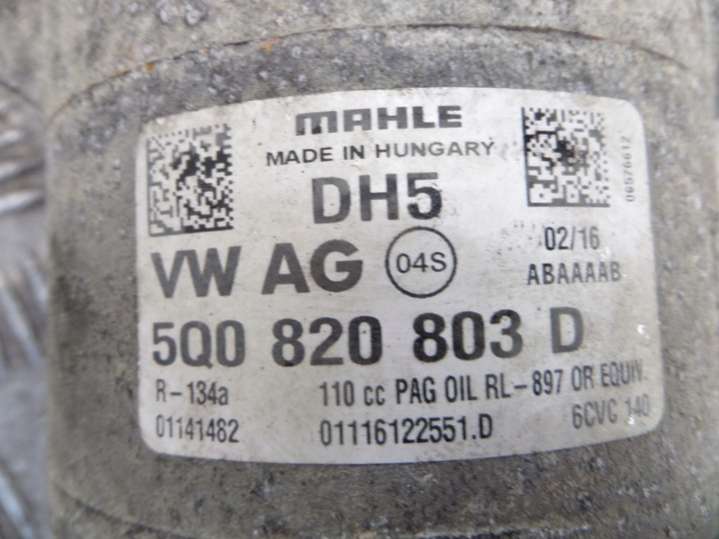 MAHLE
MADE IN HUNGARY
DH5
06576612
VW AG 04S
02/16
ABAAAAB
5Q0 820 803 D
R-134a 110 cc PAG OIL RL-897 OR EQUIV.
01141482 01116122551.D 6CVC 140